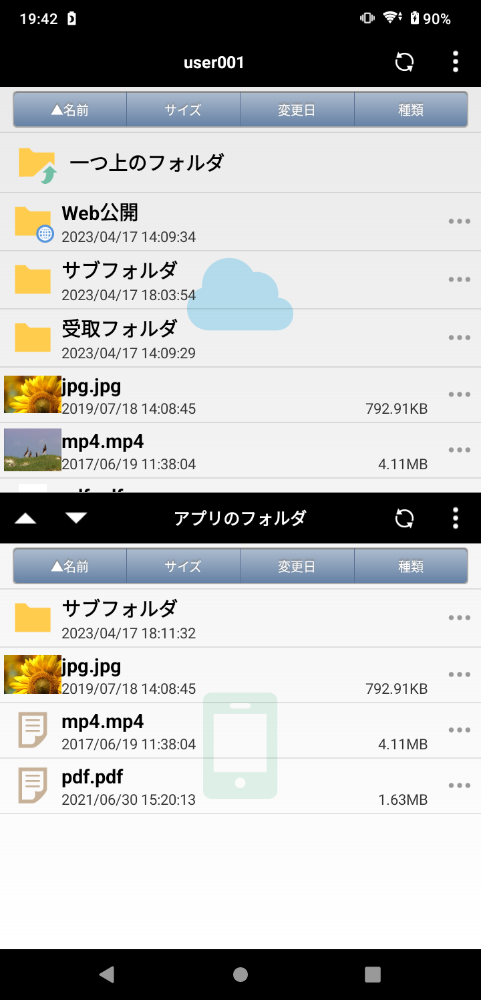 19:42 90%
user001
▲名前 サイズ 変更日 種類
一つ上のフォルダ
Web公開
2023/04/17 14:09:34
サブフォルダ
2023/04/17 18:03:54
受取フォルダ
2023/04/17 14:09:29
jpg.jpg
2019/07/18 14:08:45 792.91KB
mp4.mp4
2017/06/19 11:38:04 4.11MB
アプリのフォルダ
▲名前 サイズ 変更日 種類
サブフォルダ
2023/04/17 18:11:32
jpg.jpg
2019/07/18 14:08:45 792.91KB
mp4.mp4
2017/06/19 11:38:04 4.11MB
pdf.pdf
2021/06/30 15:20:13 1.63MB